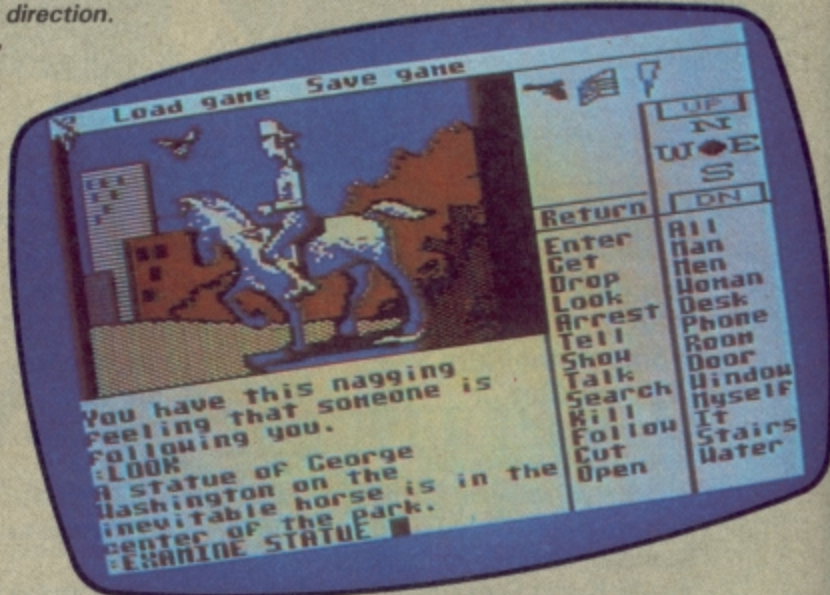 direction.
Load game Save game
UP
N
W E
S
DN
Return
Enter
Get
Drop
Look
Arrest
Tell
Show
Talk
Search
Kill
Follow
Cut
Open
All
Man
Men
Woman
Desk
Phone
Room
Door
Window
Myself
It
Stairs
Water
You have this nagging
feeling that someone is
following you.
:LOOK
A statue of George
Washington on the
inevitable horse is in the
center of the park.
:EXAMINE STATUE